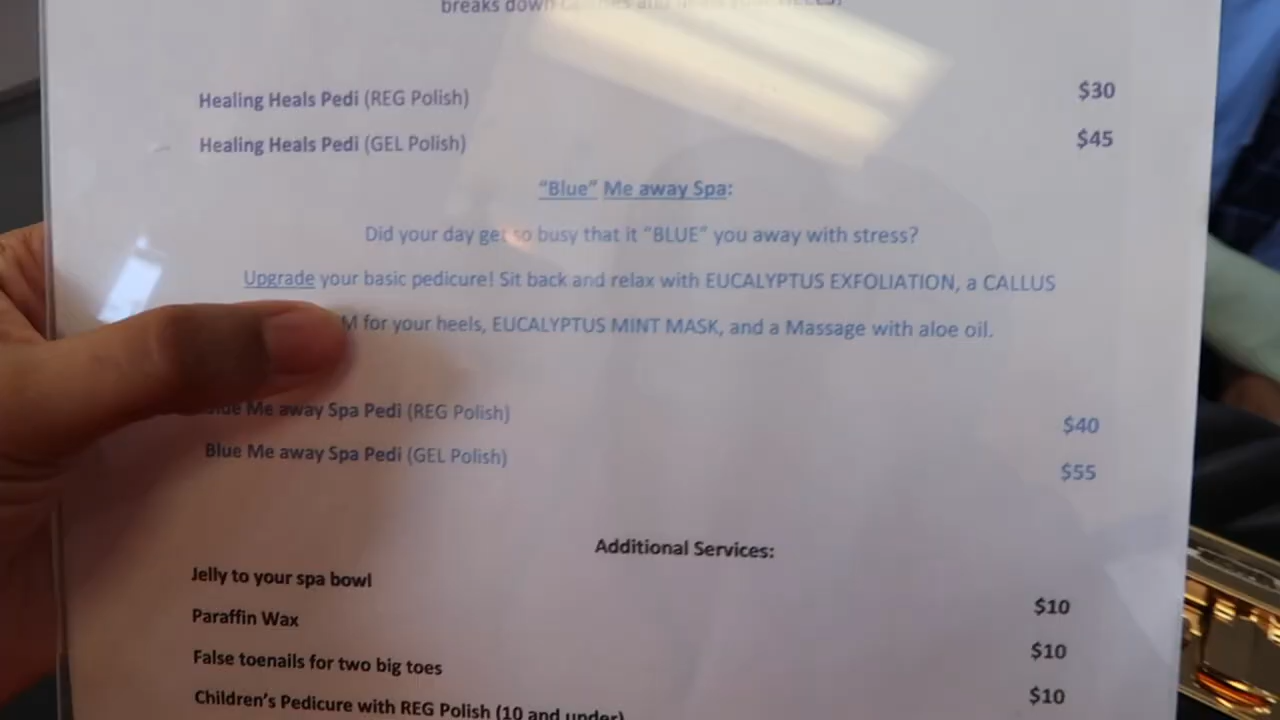 breaks down
Healing Heals Pedi (REG Polish) $30
Healing Heals Pedi (GEL Polish) $45
"Blue" Me away Spa:
Did your day get so busy that it "BLUE" you away with stress?
Upgrade your basic pedicure! Sit back and relax with EUCALYPTUS EXFOLIATION, a CALLUS
for your heels, EUCALYPTUS MINT MASK, and a Massage with aloe oil.
Me away Spa Pedi (REG Polish) $40
Blue Me away Spa Pedi (GEL Polish) $55
Additional Services:
Jelly to your spa bowl $10
Paraffin Wax $10
False toenails for two big toes $10
Children's Pedicure with REG Polish (10 and under)